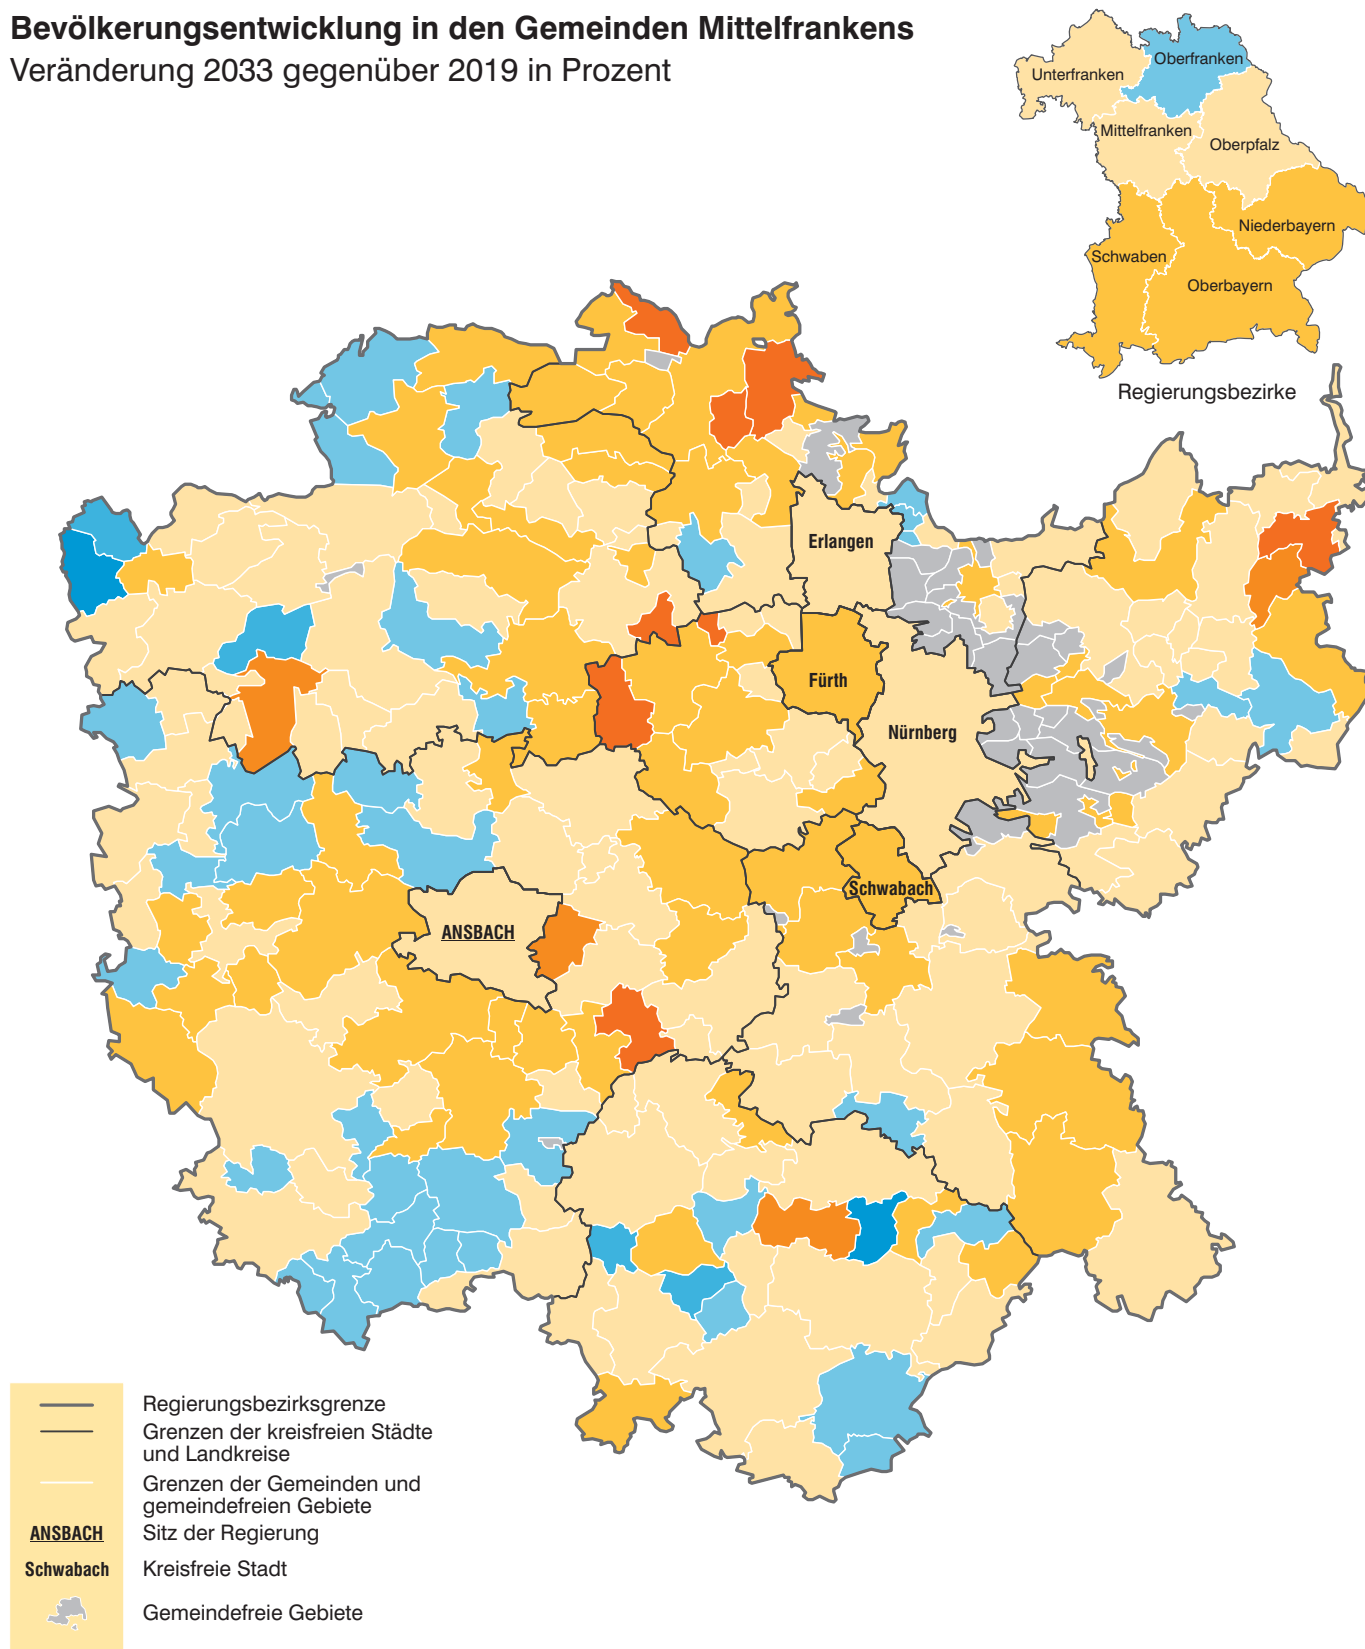 Bevölkerungsentwicklung in den Gemeinden Mittelfrankens
Veränderung 2033 gegenüber 2019 in Prozent
Unterfranken
Oberfranken
Mittelfranken
Oberpfalz
Niederbayern
Schwaben
Oberbayern
Regierungsbezirke
Erlangen
Fürth
Nürnberg
Schwabach
ANSBACH
Regierungsbezirksgrenze
Grenzen der kreisfreien Städte
und Landkreise
Grenzen der Gemeinden und
gemeindefreien Gebiete
ANSBACH Sitz der Regierung
Schwabach Kreisfreie Stadt
Gemeindefreie Gebiete